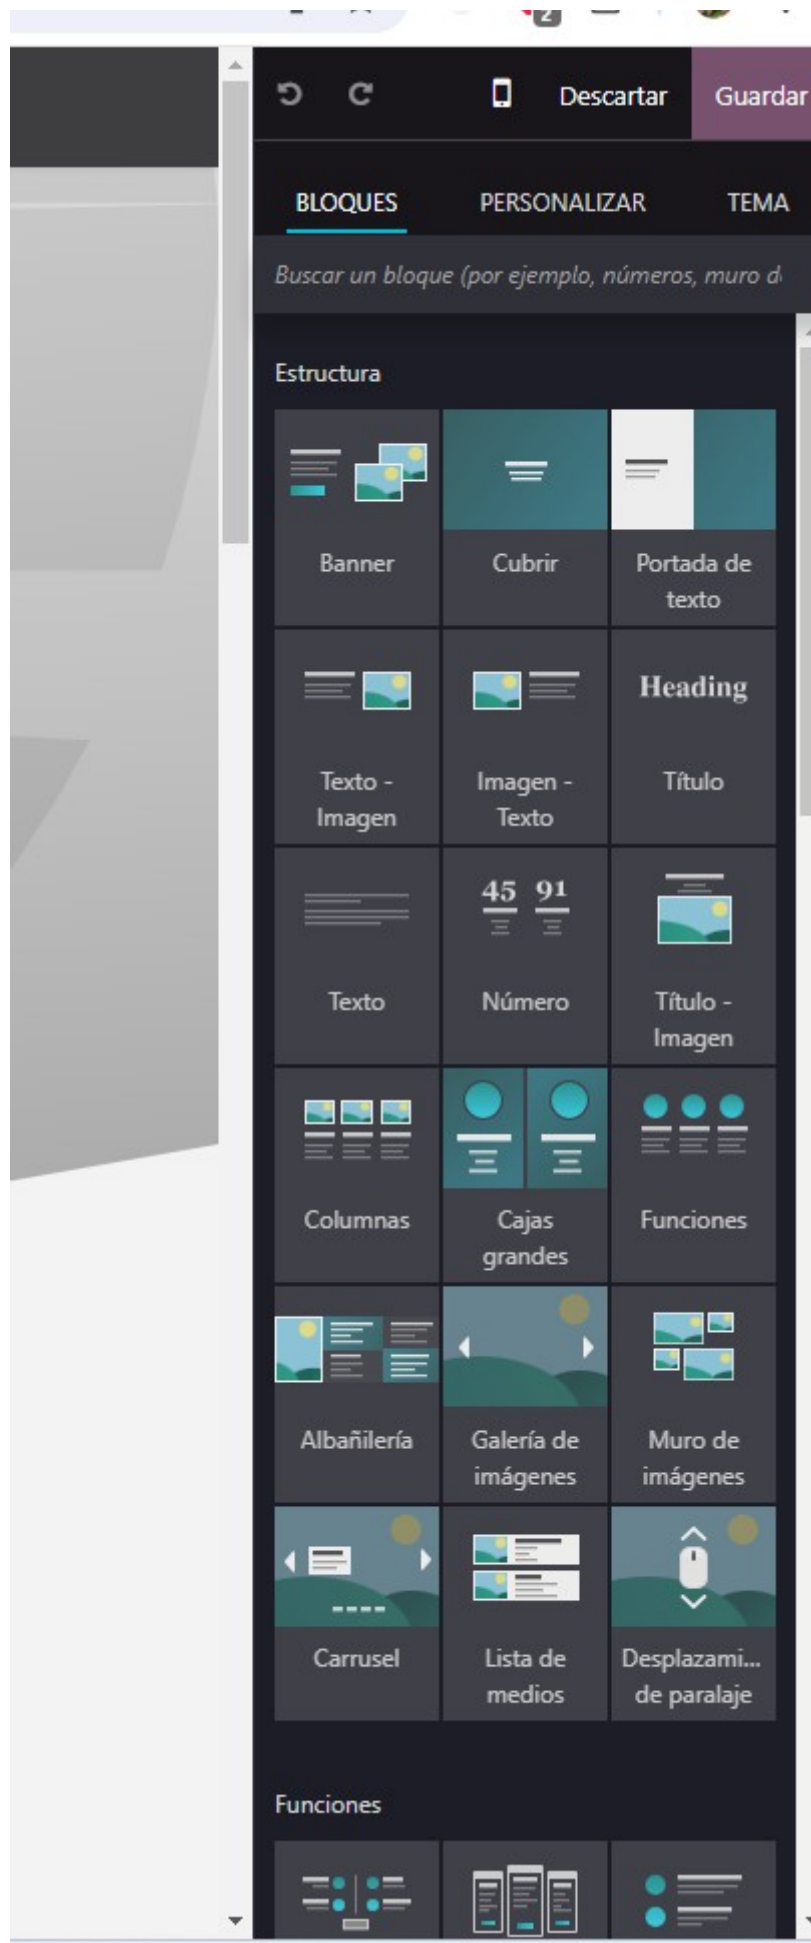 2
Descartar
Guardar
BLOQUES
PERSONALIZAR
TEMA
Buscar un bloque (por ejemplo, números, muro d
Estructura
Banner
Cubrir
Portada de
texto
Texto -
Imagen
Imagen -
Texto
Heading
Título
Texto
45 91
Número
Título -
Imagen
Columnas
Cajas
grandes
Funciones
Albañilería
Galería de
imágenes
Muro de
imágenes
Carrusel
Lista de
medios
Desplazami...
de paralaje
Funciones